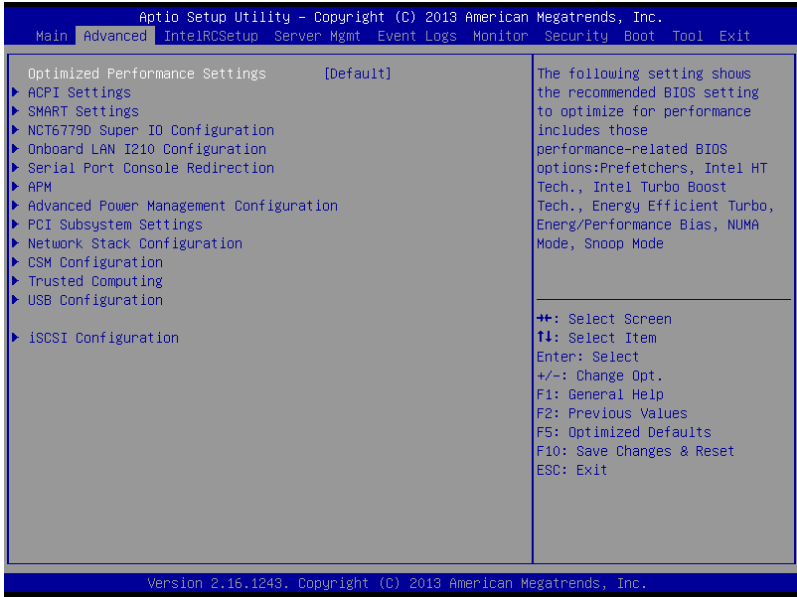 Aptio Setup Utility – Copyright (C) 2013 American Megatrends, Inc.
Main Advanced IntelRCSetup Server Mgmt Event Logs Monitor Security Boot Tool Exit
Optimized Performance Settings [Default]
ACPI Settings
SMART Settings
NCT6779D Super IO Configuration
Onboard LAN I210 Configuration
Serial Port Console Redirection
APM
Advanced Power Management Configuration
PCI Subsystem Settings
Network Stack Configuration
CSM Configuration
Trusted Computing
USB Configuration
iSCSI Configuration
The following setting shows
the recommended BIOS setting
to optimize for performance
includes those
performance-related BIOS
options:Prefetchers, Intel HT
Tech., Intel Turbo Boost
Tech., Energy Efficient Turbo,
Energ/Performance Bias, NUMA
Mode, Snoop Mode
→←: Select Screen
↑↓: Select Item
Enter: Select
+/-: Change Opt.
F1: General Help
F2: Previous Values
F5: Optimized Defaults
F10: Save Changes & Reset
ESC: Exit
Version 2.16.1243. Copyright (C) 2013 American Megatrends, Inc.